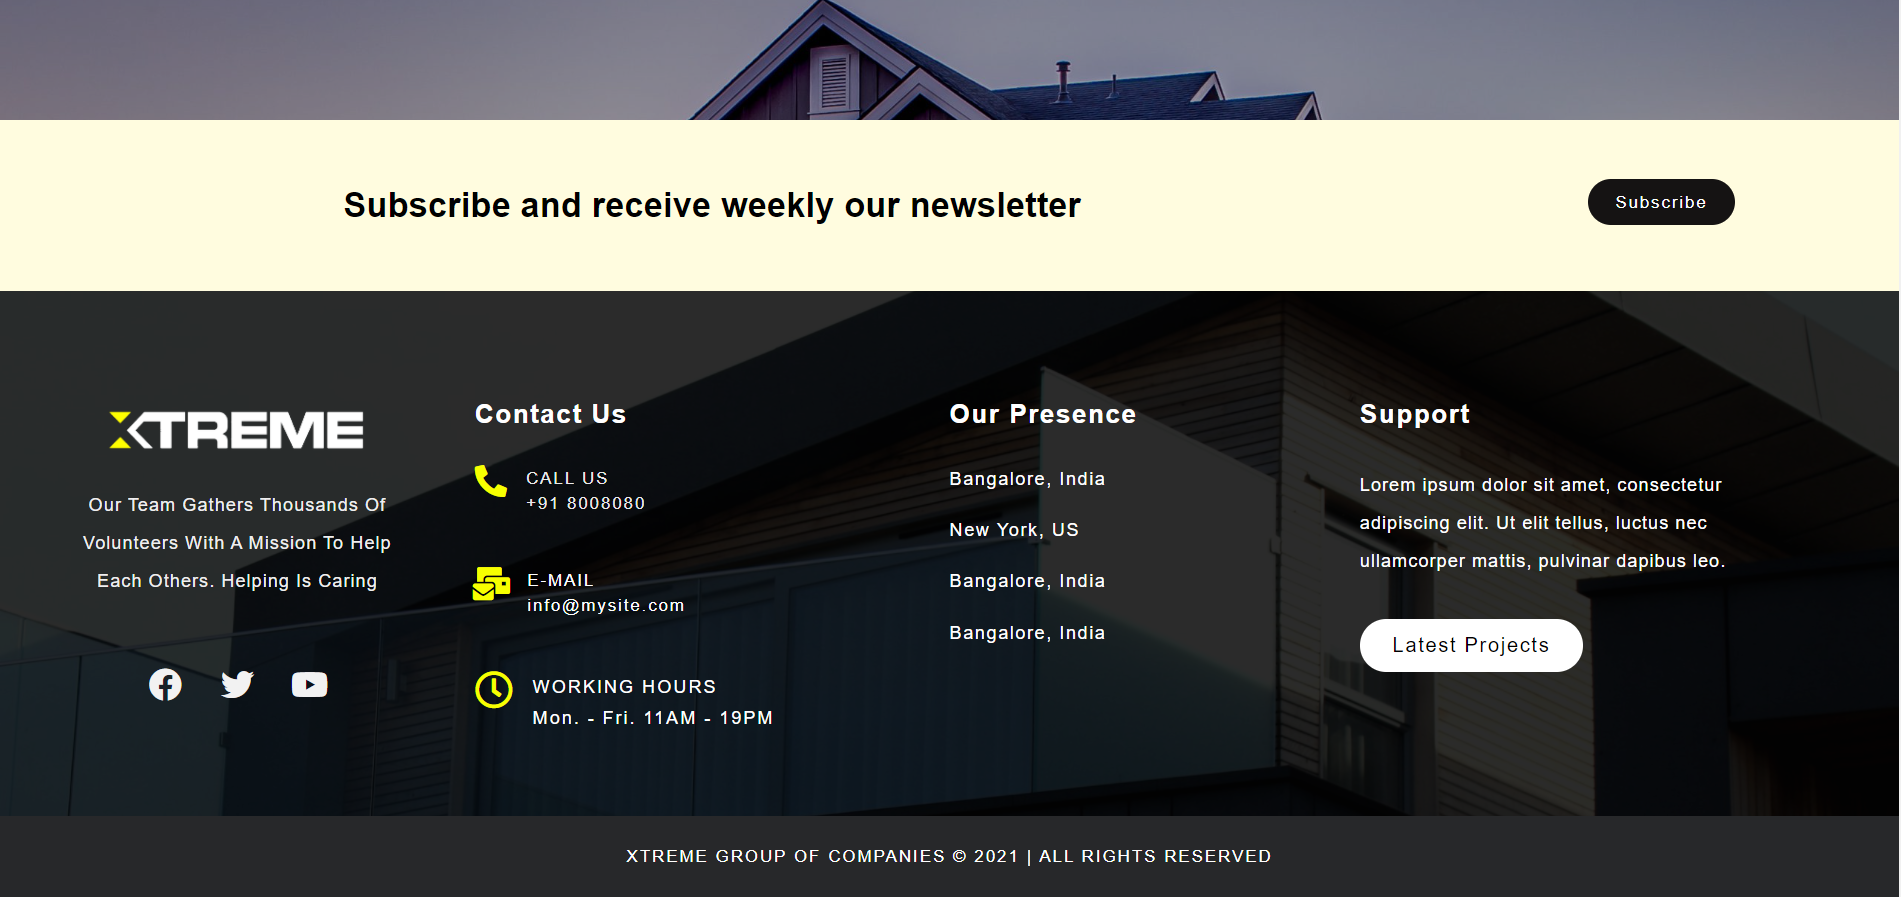 Subscribe and receive weekly our newsletter
Subscribe
XTREME
Our Team Gathers Thousands Of
Volunteers With A Mission To Help
Each Others. Helping Is Caring
Contact Us
CALL US
+91 8008080
E-MAIL
info@mysite.com
WORKING HOURS
Mon. - Fri. 11AM - 19PM
Our Presence
Bangalore, India
New York, US
Bangalore, India
Bangalore, India
Support
Lorem ipsum dolor sit amet, consectetur
adipiscing elit. Ut elit tellus, luctus nec
ullamcorper mattis, pulvinar dapibus leo.
Latest Projects
XTREME GROUP OF COMPANIES © 2021 | ALL RIGHTS RESERVED